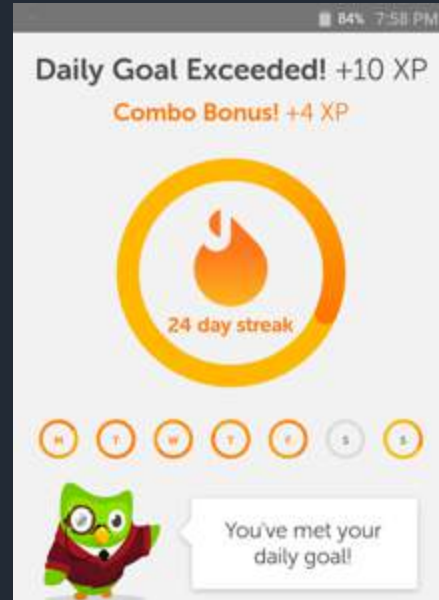 84% 7:58 PM
Daily Goal Exceeded! +10 XP
Combo Bonus! +4 XP
24 day streak
M T W T F S S
You've met your
daily goal!